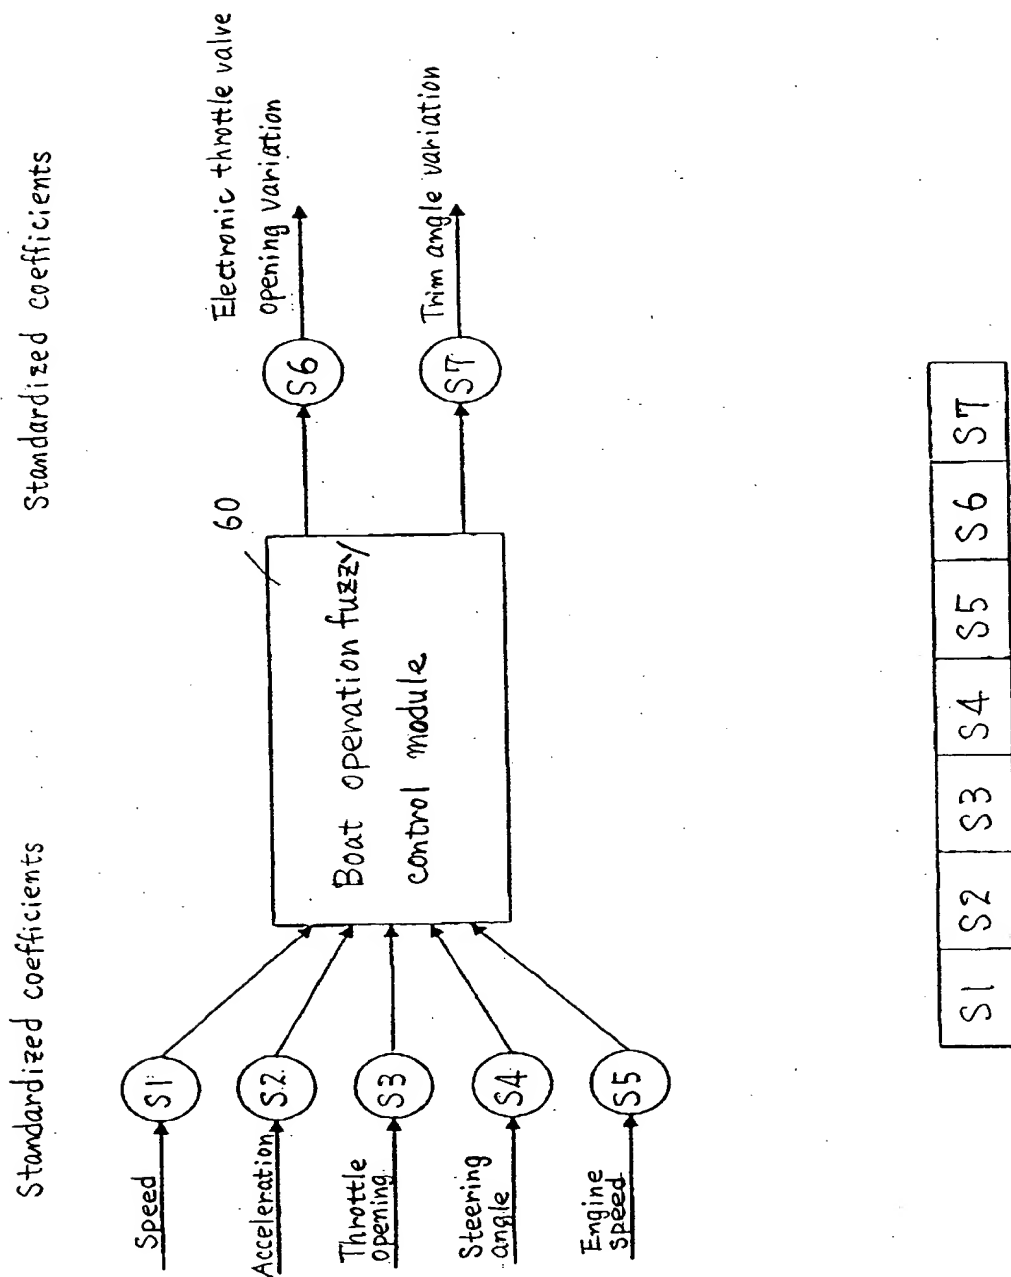 Standardized coefficients
Standardized coefficients
Speed
S1
Acceleration
S2
Throttle
opening
S3
Steering
angle
S4
Engine
speed
S5
60
Boat operation fuzzy
control module
S6
Electronic throttle valve
opening variation
S7
Trim angle variation
S1 S2 S3 S4 S5 S6 S7